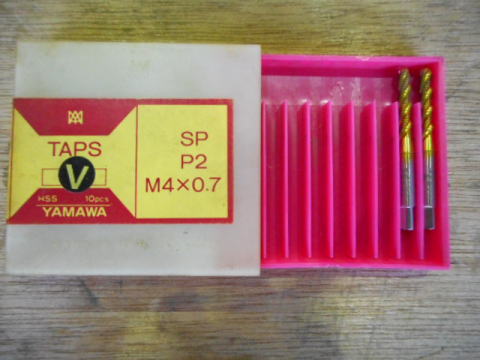 TAPS
V
HSS 10pcs
YAMAWA
SP
P2
M4×0.7